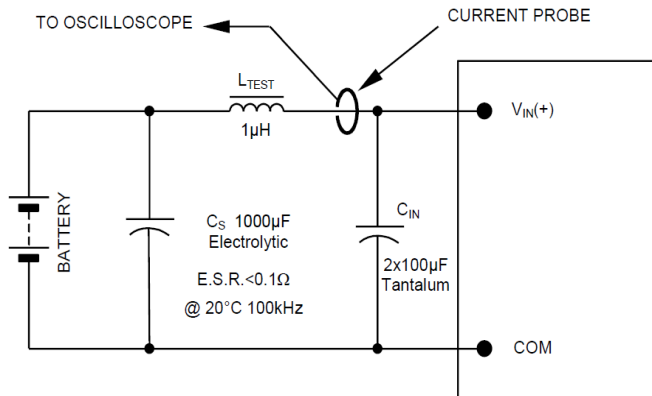 TO OSCILLOSCOPE
CURRENT PROBE
LTEST
1µH
VIN(+)
BATTERY
CS 1000µF
Electrolytic
E.S.R.<0.1Ω
@ 20°C 100kHz
CIN
2x100µF
Tantalum
COM